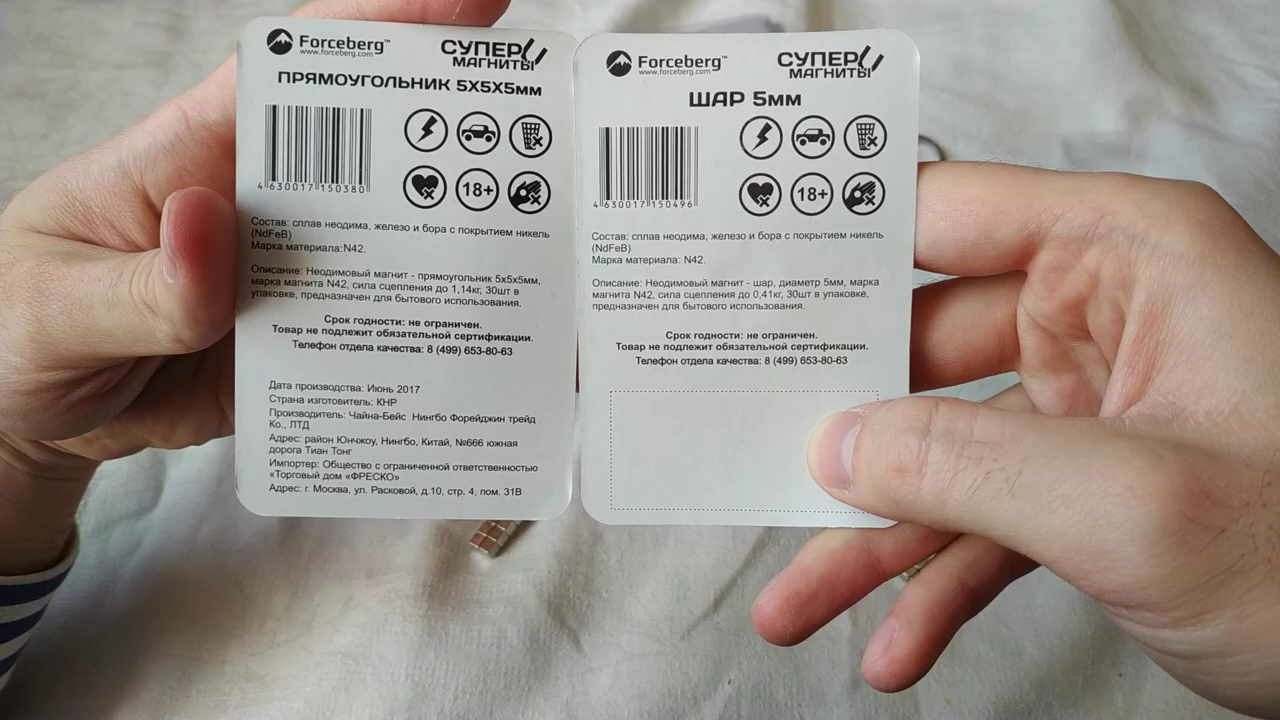 Forceberg™
www.forceberg.com
СУПЕР
МАГНИТЫ
ПРЯМОУГОЛЬНИК 5X5X5мм
4 630017 150380
18+
Состав: сплав неодима, железо и бора с покрытием никель
(NdFeB)
Марка материала:N42.
Описание: Неодимовый магнит - прямоугольник 5x5x5мм,
марка магнита N42, сила сцепления до 1,14кг, 30шт в
упаковке, предназначен для бытового использования.
Срок годности: не ограничен.
Товар не подлежит обязательной сертификации.
Телефон отдела качества: 8 (499) 653-80-63
Дата производства: Июнь 2017
Страна изготовитель: КНР
Производитель: Чайна-Бейс Нингбо Форейджин трейд
Ко., ЛТД
Адрес: район Юнчжоу, Нингбо, Китай, №666 южная
дорога Тиан Тонг
Импортер: Общество с ограниченной ответственностью
«Торговый дом «ФРЕСКО»
Адрес: г. Москва, ул. Расковой, д.10, стр. 4, пом. 31В
Forceberg™
www.forceberg.com
СУПЕР
МАГНИТЫ
ШАР 5мм
4 630017 150496
18+
Состав: сплав неодима, железо и бора с покрытием никель
(NdFeB)
Марка материала: N42.
Описание: Неодимовый магнит - шар, диаметр 5мм, марка
магнита N42, сила сцепления до 0,41кг, 30шт в упаковке,
предназначен для бытового использования.
Срок годности: не ограничен.
Товар не подлежит обязательной сертификации.
Телефон отдела качества: 8 (499) 653-80-63